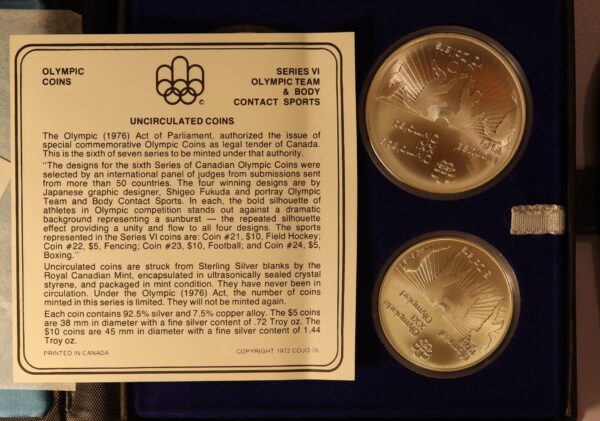 OLYMPIC
COINS
©
SERIES VI
OLYMPIC TEAM
& BODY
CONTACT SPORTS
UNCIRCULATED COINS
The Olympic (1976) Act of Parliament, authorized the issue of
special commemorative Olympic Coins as legal tender of Canada.
This is the sixth of seven series to be minted under that authority.
"The designs for the sixth Series of Canadian Olympic Coins were
selected by an international panel of judges from submissions sent
from more than 50 countries. The four winning designs are by
Japanese graphic designer, Shigeo Fukuda and portray Olympic
Team and Body Contact Sports. In each, the bold silhouette of
athletes in Olympic competition stands out against a dramatic
background representing a sunburst — the repeated silhouette
effect providing a unity and flow to all four designs. The sports
represented in the Series VI coins are: Coin #21, $10, Field Hockey;
Coin #22, $5, Fencing; Coin #23, $10, Football; and Coin #24, $5,
Boxing."
Uncirculated coins are struck from Sterling Silver blanks by the
Royal Canadian Mint, encapsulated in ultrasonically sealed crystal
styrene, and packaged in mint condition. They have never been in
circulation. Under the Olympic (1976) Act, the number of coins
minted in this series is limited. They will not be minted again.
Each coin contains 92.5% silver and 7.5% copper alloy. The $5 coins
are 38 mm in diameter with a fine silver content of .72 Troy oz. The
$10 coins are 45 mm in diameter with a fine silver content of 1.44
Troy oz.
PRINTED IN CANADA
COPYRIGHT 1972 COJO 76